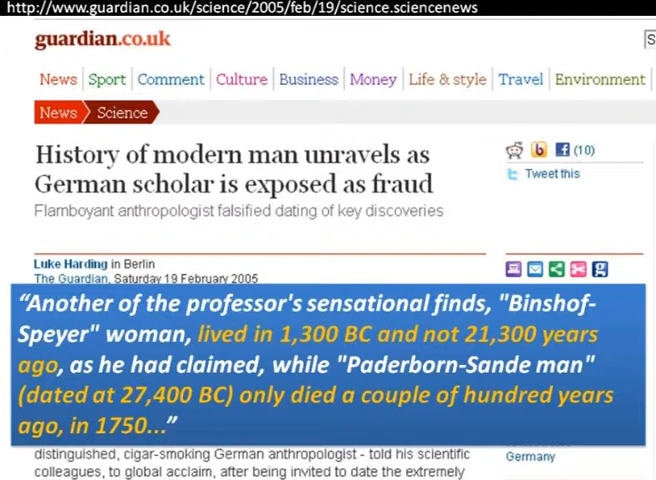 http://www.guardian.co.uk/science/2005/feb/19/science.sciencenews
guardian.co.uk
News Sport Comment Culture Business Money Life & style Travel Environment
News Science
History of modern man unravels as
German scholar is exposed as fraud
Flamboyant anthropologist falsified dating of key discoveries
(10)
Tweet this
Luke Harding in Berlin
The Guardian, Saturday 19 February 2005
“Another of the professor's sensational finds, "Binshof-
Speyer" woman, lived in 1,300 BC and not 21,300 years
ago, as he had claimed, while "Paderborn-Sande man"
(dated at 27,400 BC) only died a couple of hundred years
ago, in 1750...”
distinguished, cigar-smoking German anthropologist - told his scientific
colleagues, to global acclaim, after being invited to date the extremely
Germany